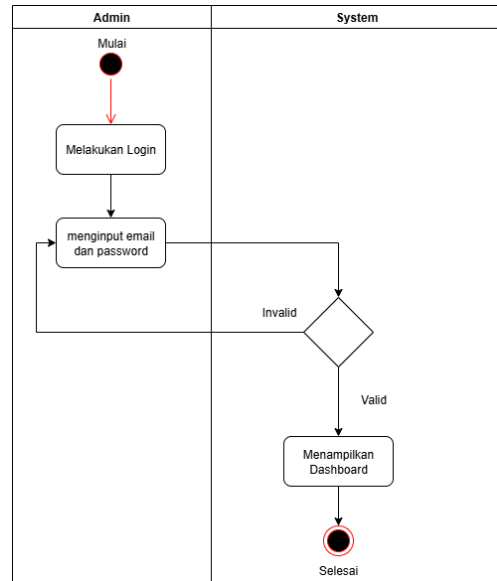 Admin
System
Mulai
Melakukan Login
menginput email
dan password
Invalid
Valid
Menampilkan
Dashboard
Selesai